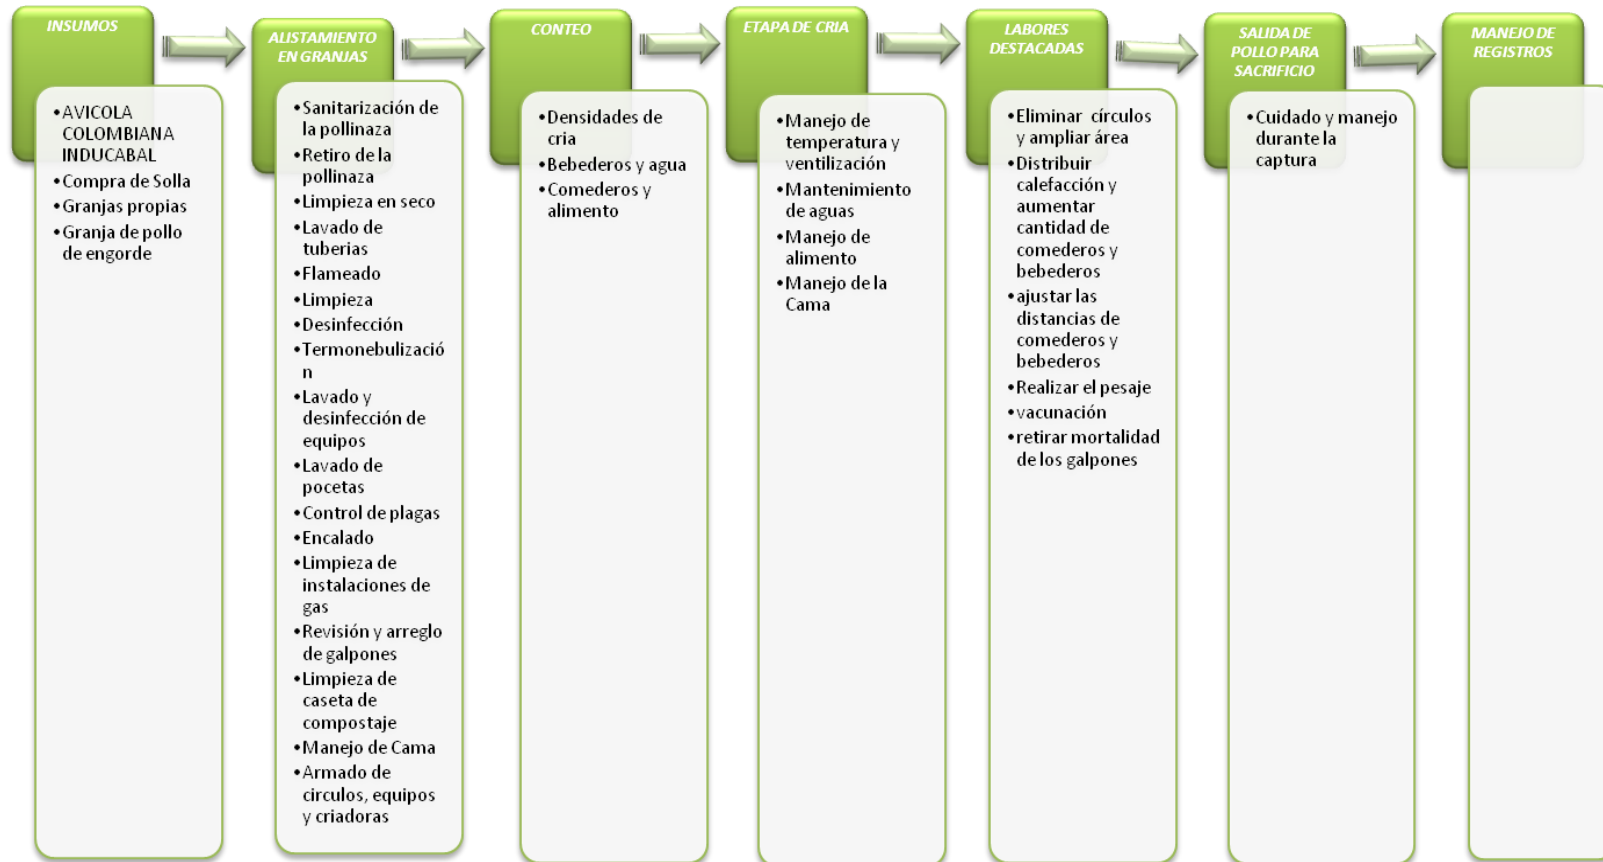 INSUMOS
•AVICOLA
COLOMBIANA
INDUCABAL
•Compra de Solla
•Granjas propias
•Granja de pollo
de engorde
ALISTAMIENTO
EN GRANJAS
•Sanitarización de
la pollinaza
•Retiro de la
pollinaza
•Limpieza en seco
•Lavado de
tuberias
•Flameado
•Limpieza
•Desinfección
•Termonebulizació
n
•Lavado y
desinfección de
equipos
•Lavado de
pocetas
•Control de plagas
•Encalado
•Limpieza de
instalaciones de
gas
•Revisión y arreglo
de galpones
•Limpieza de
caseta de
compostaje
•Manejo de Cama
•Armado de
circulos, equipos
y criadoras
CONTEO
•Densidades de
cria
•Bebederos y agua
•Comederos y
alimento
ETAPA DE CRIA
•Manejo de
temperatura y
ventilización
•Mantenimiento
de aguas
•Manejo de
alimento
•Manejo de la
Cama
LABORES
DESTACADAS
•Eliminar círculos
y ampliar área
•Distribuir
calefacción y
aumentar
cantidad de
comederos y
bebederos
•ajustar las
distancias de
comederos y
bebederos
•Realizar el pesaje
•vacunación
•retirar mortalidad
de los galpones
SALIDA DE
POLLO PARA
SACRIFICIO
•Cuidado y manejo
durante la
captura
MANEJO DE
REGISTROS